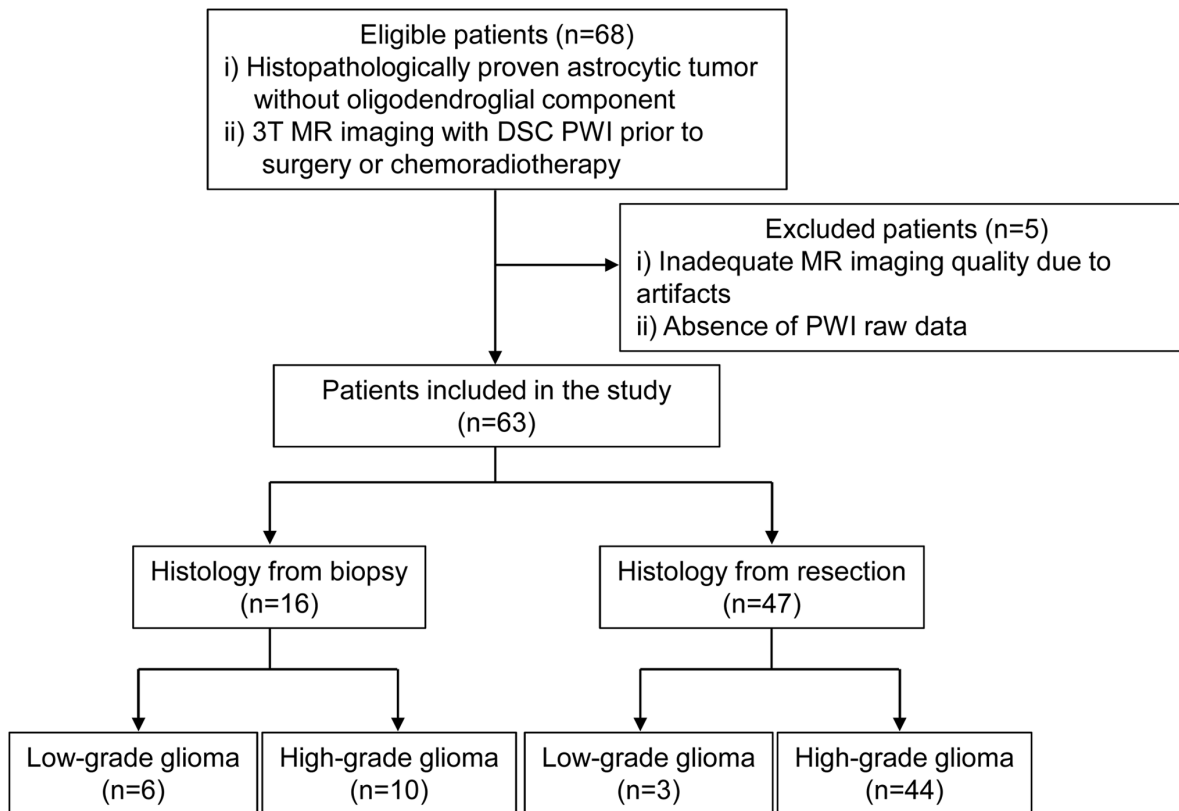 Eligible patients (n=68)
i) Histopathologically proven astrocytic tumor
without oligodendroglial component
ii) 3T MR imaging with DSC PWI prior to
surgery or chemoradiotherapy
Excluded patients (n=5)
i) Inadequate MR imaging quality due to
artifacts
ii) Absence of PWI raw data
Patients included in the study
(n=63)
Histology from biopsy
(n=16)
Histology from resection
(n=47)
Low-grade glioma
(n=6)
High-grade glioma
(n=10)
Low-grade glioma
(n=3)
High-grade glioma
(n=44)